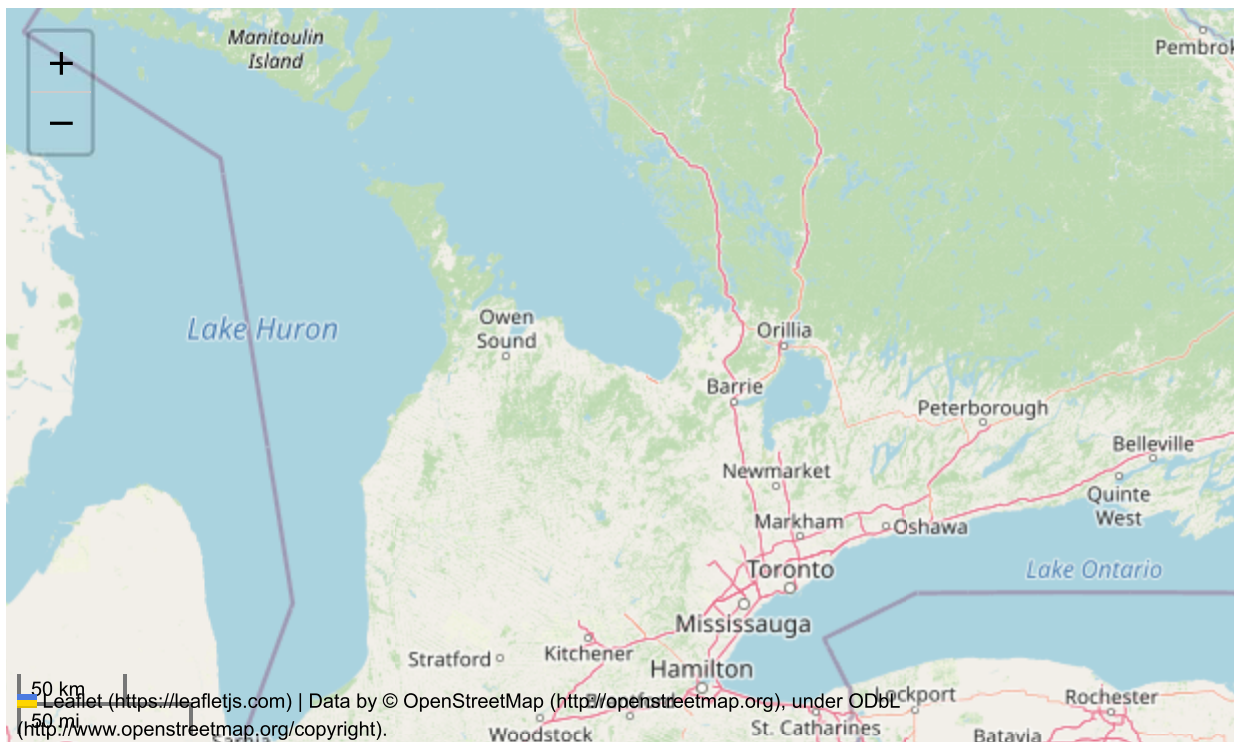 Manitoulin
Island
Pembrok
+
−
Lake Huron
Owen
Sound
Orillia
Barrie
Peterborough
Belleville
Newmarket
Quinte
West
Markham
Oshawa
Toronto
Lake Ontario
Mississauga
Kitchener
Stratford
Hamilton
50 km
Lockport
Rochester
Leaflet (https://leafletjs.com) | Data by © OpenStreetMap (http://openstreetmap.org), under ODbL
50 mi
(http://www.openstreetmap.org/copyright).
St. Catharines
Woodstock
Batavia
Sarnia